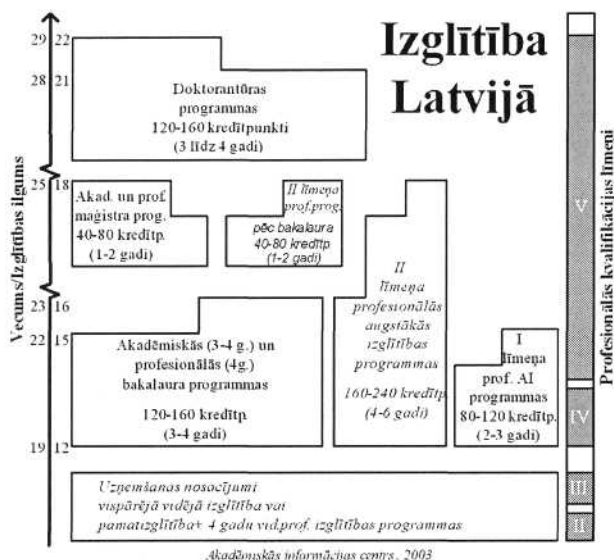 Izglītība
Latvijā
29 22
28 21
Doktorantūras
programmas
120-160 kredītpunkti
(3 līdz 4 gadi)
25 18
Akad. un prof.
maģistra prog.
40-80 kredītp.
(1-2 gadi)
II līmeņa
prof.prog.
pēc bakalaura
40-80 kredītp
(1-2 gadi)
II
līmeņa
profesionālās
augstākās
izglītības
programmas
160-240 kredītp.
(4-6 gadi)
23 16
22 15
Akadēmiskās (3-4 g.) un
profesionālās (4g.)
bakalaura programmas
120-160 kredītp.
(3-4 gadi)
I
līmeņa
prof. AI
programmas
80-120 kredītp.
(2-3 gadi)
19 12
Uzņemšanas nosacījumi
vispārējā vidējā izglītība vai
pamatizglītība+ 4 gadu vid.prof. izglītības programmas
Vecums/Izglītības ilgums
Profesionālās kvalifikācijas līmeņi
V
IV
III
II
Akadēmiskās informācijas centrs, 2003